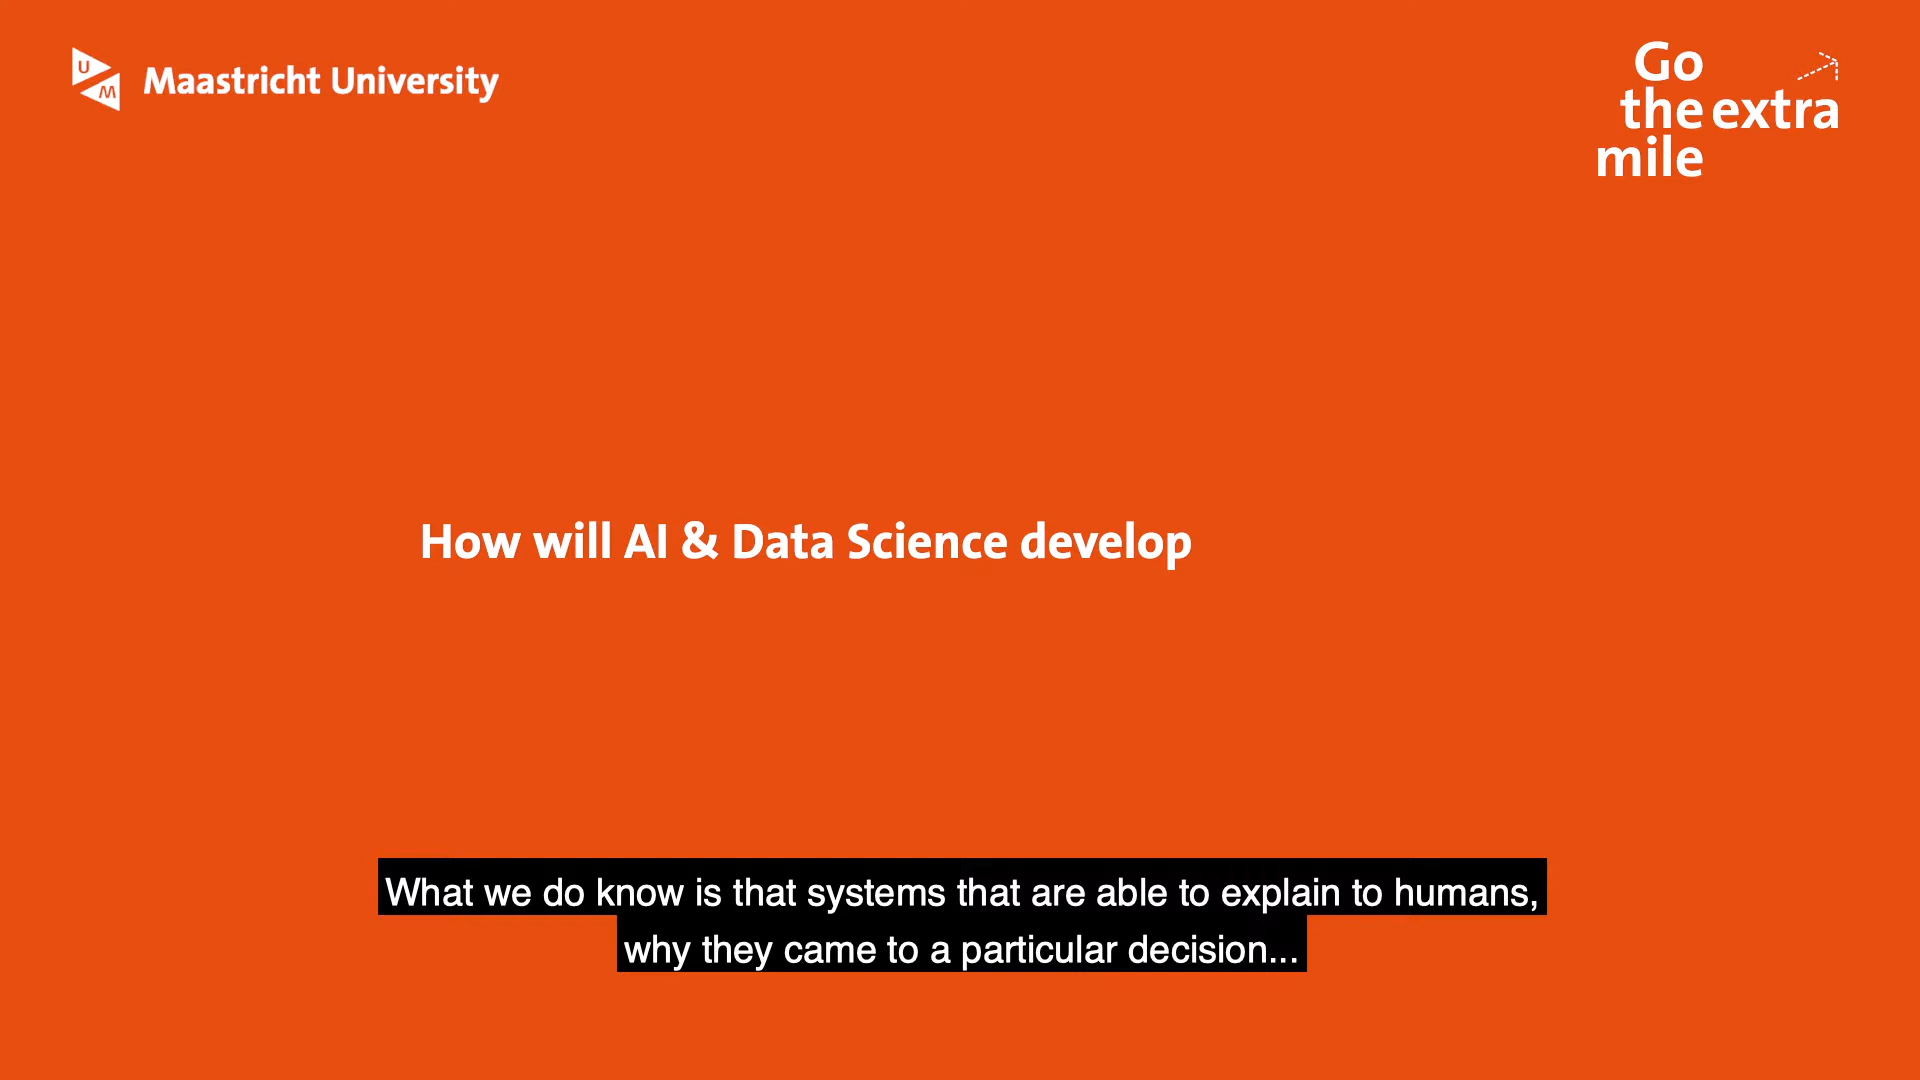 U
M
Maastricht University
Go
the extra
mile
How will AI & Data Science develop
What we do know is that systems that are able to explain to humans,
why they came to a particular decision...